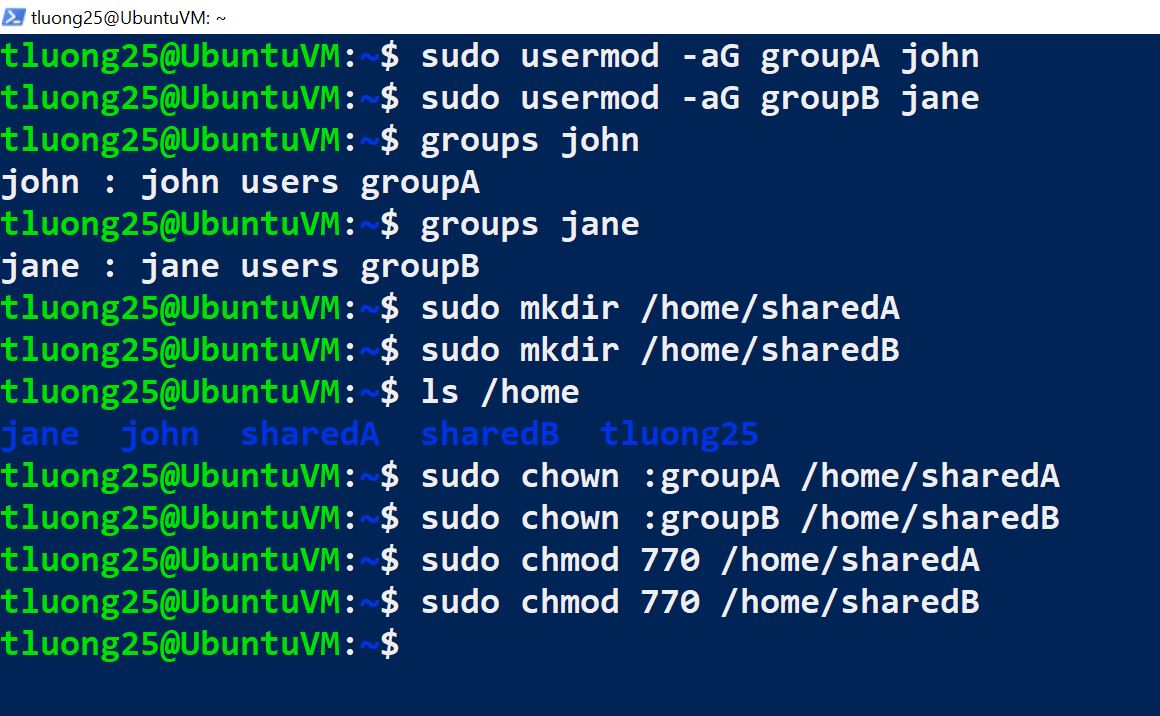 tluong25@UbuntuVM: ~
tluong25@UbuntuVM:~$ sudo usermod -aG groupA john
tluong25@UbuntuVM:~$ sudo usermod -aG groupB jane
tluong25@UbuntuVM:~$ groups john
john : john users groupA
tluong25@UbuntuVM:~$ groups jane
jane : jane users groupB
tluong25@UbuntuVM:~$ sudo mkdir /home/sharedA
tluong25@UbuntuVM:~$ sudo mkdir /home/sharedB
tluong25@UbuntuVM:~$ ls /home
jane  john  sharedA  sharedB  tluong25
tluong25@UbuntuVM:~$ sudo chown :groupA /home/sharedA
tluong25@UbuntuVM:~$ sudo chown :groupB /home/sharedB
tluong25@UbuntuVM:~$ sudo chmod 770 /home/sharedA
tluong25@UbuntuVM:~$ sudo chmod 770 /home/sharedB
tluong25@UbuntuVM:~$